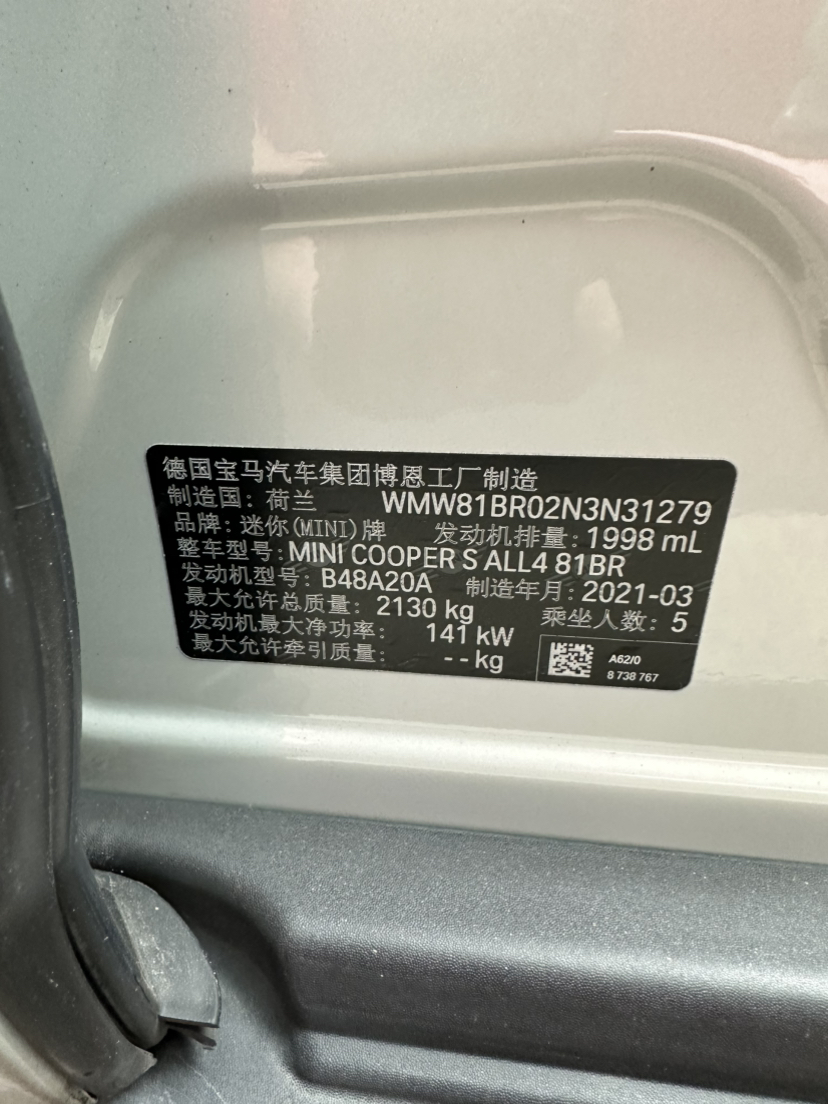 德国宝马汽车集团博恩工厂制造
制造国: 荷兰 WMW81BR02N3N31279
品牌: 迷你(MINI)牌 发动机排量: 1998 mL
整车型号: MINI COOPER S ALL4 81BR
发动机型号: B48A20A 制造年月: 2021-03
最大允许总质量: 2130 kg 乘坐人数: 5
发动机最大净功率: 141 kW
最大允许牵引质量: -- kg
A62/0
8 738 767